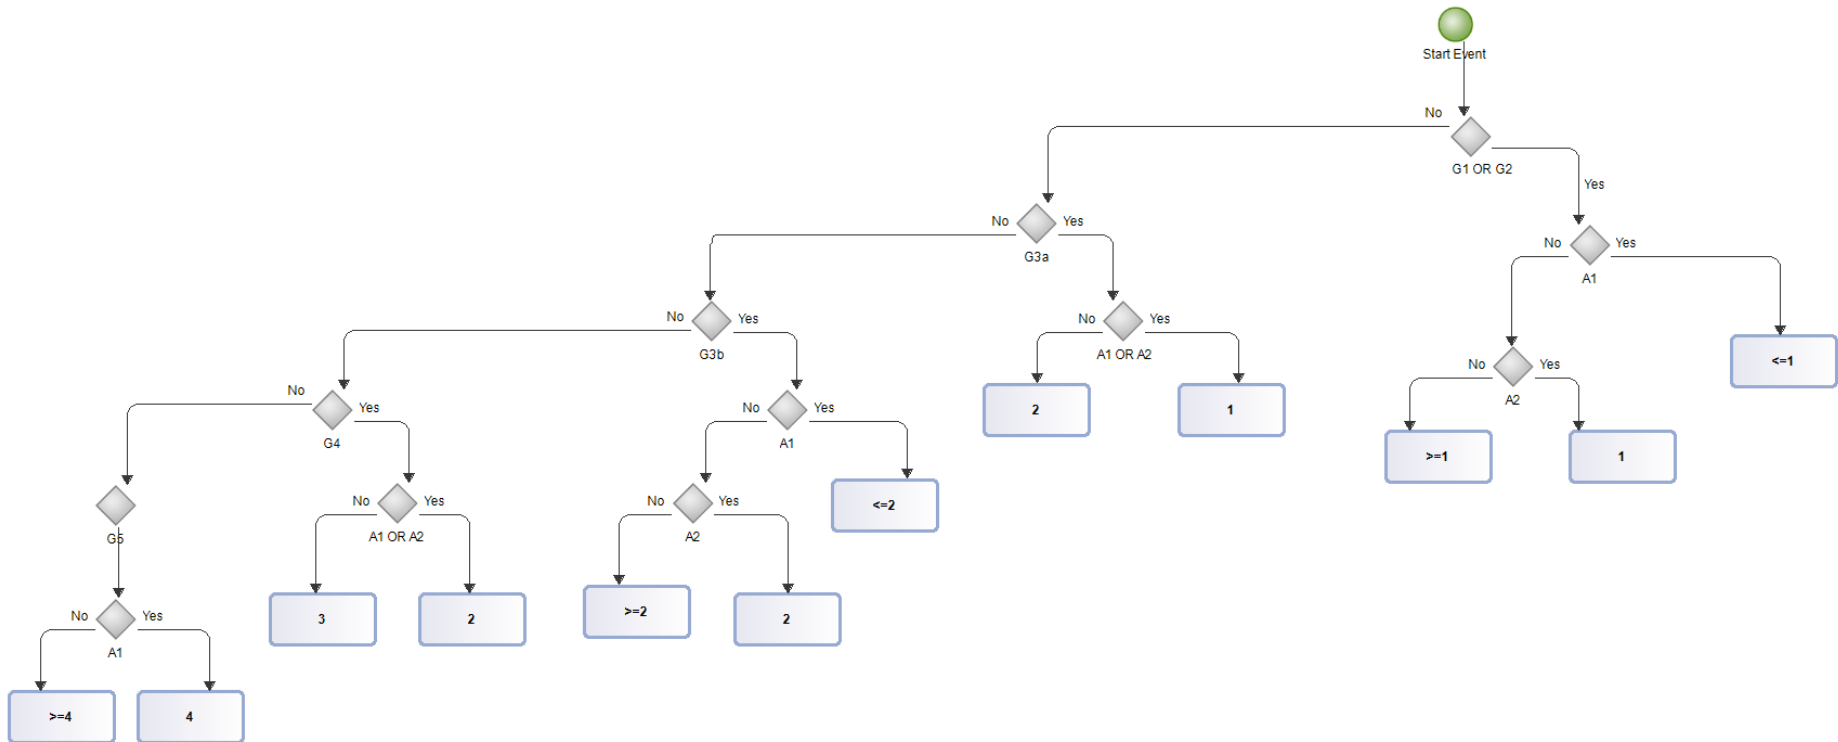 Start Event
No
G1 OR G2
Yes
No
Yes
G3a
No
Yes
A1
No
Yes
G3b
No
Yes
A1 OR A2
<=1
No
Yes
A2
No
Yes
G4
No
Yes
A1
2
1
>=1
1
G5
No
Yes
A1 OR A2
No
Yes
A2
<=2
No
Yes
A1
3
2
>=2
2
>=4
4